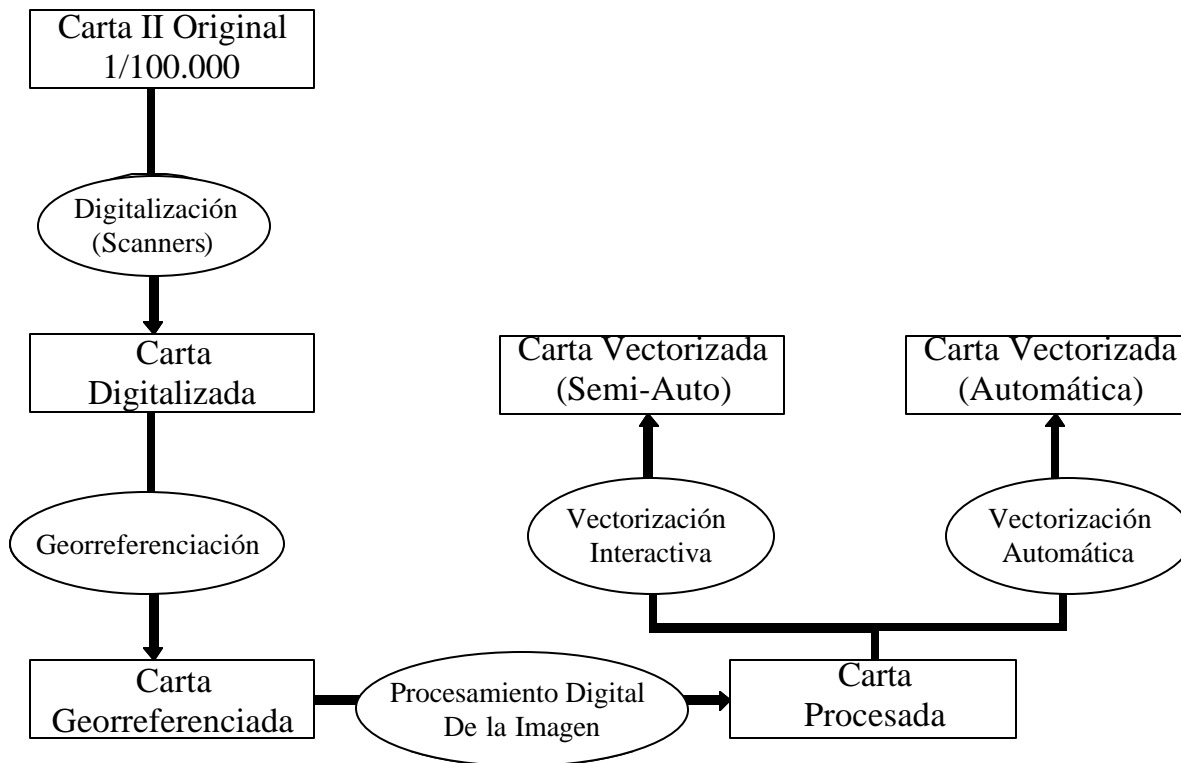 Carta II Original
1/100.000
Digitalización
(Scanners)
Carta
Digitalizada
Georreferenciación
Carta
Georreferenciada
Procesamiento Digital
De la Imagen
Carta
Procesada
Vectorización
Interactiva
Carta Vectorizada
(Semi-Auto)
Vectorización
Automática
Carta Vectorizada
(Automática)